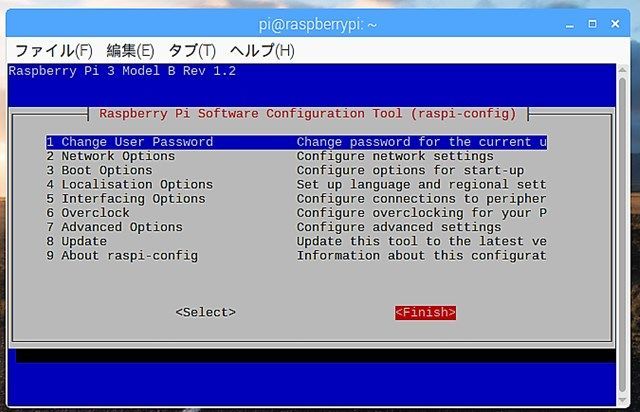 pi@raspberrypi: ~
ファイル(F) 編集(E) タブ(T) ヘルプ(H)
Raspberry Pi 3 Model B Rev 1.2
Raspberry Pi Software Configuration Tool (raspi-config)
1 Change User Password Change password for the current u
2 Network Options Configure network settings
3 Boot Options Configure options for start-up
4 Localisation Options Set up language and regional sett
5 Interfacing Options Configure connections to peripher
6 Overclock Configure overclocking for your P
7 Advanced Options Configure advanced settings
8 Update Update this tool to the latest ve
9 About raspi-config Information about this configurat
<Select> <Finish>